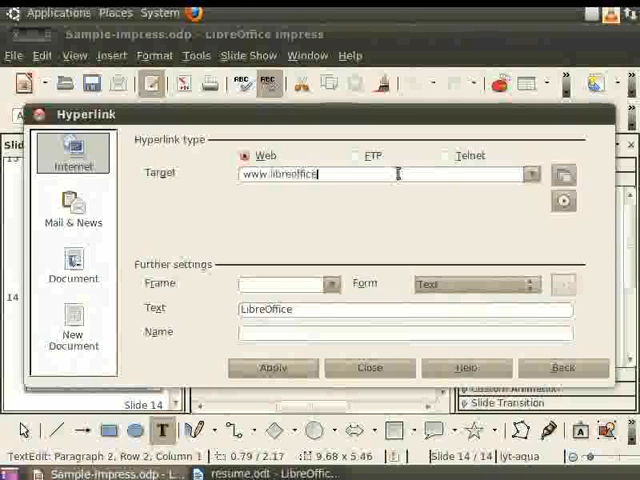 Applications Places System
Sample-Impress.odp - LibreOffice Impress
File Edit View Insert Format Tools Slide Show Window Help
ABC ABC
Hyperlink
Slid
Internet
Mail & News
Document
New
Document
Hyperlink type
Web FTP Telnet
Target www.libreoffice
Further settings
Frame Form Text
Text LibreOffice
Name
Apply Close Help Back
14
Slide 14
Custom Animation
Slide Transition
TextEdit: Paragraph 2, Row 2, Column 1 0.79 / 2.17 9.68 x 5.46 Slide 14 / 14 lyt-aqua
Sample-Impress.odp - L... resume.odt - LibreOffic...